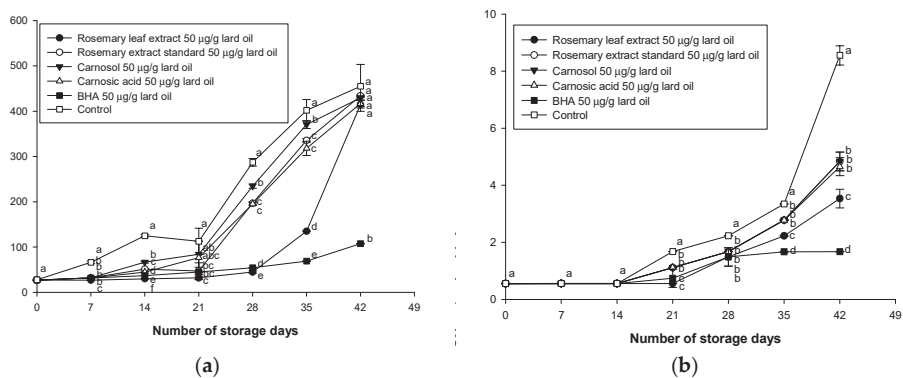 600
500
400
300
200
100
0
Rosemary leaf extract 50 µg/g lard oil
Rosemary extract standard 50 µg/g lard oil
Carnosol 50 µg/g lard oil
Carnosic acid 50 µg/g lard oil
BHA 50 µg/g lard oil
Control
a
a
b
b
c
a
b
e
f
a
ab
bc
bc
a
b
c
c
d
e
a
b
c
c
d
e
a
a
a
a
a
b
0 7 14 21 28 35 42 49
Number of storage days
(a)
10
8
6
4
2
0
Rosemary leaf extract 50 µg/g lard oil
Rosemary extract standard 50 µg/g lard oil
Carnosol 50 µg/g lard oil
Carnosic acid 50 µg/g lard oil
BHA 50 µg/g lard oil
Control
a
a
a
a
b
b
c
c
a
b
b
b
b
a
b
b
b
c
d
a
b
b
b
c
d
0 7 14 21 28 35 42 49
Number of storage days
(b)